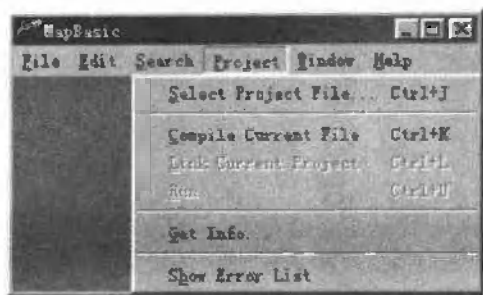 MapBasic
File Edit Search Project Window Help
Select Project File... Ctrl+J
Compile Current File Ctrl+K
Link Current Project Ctrl+L
Run Ctrl+U
Get Info...
Show Error List